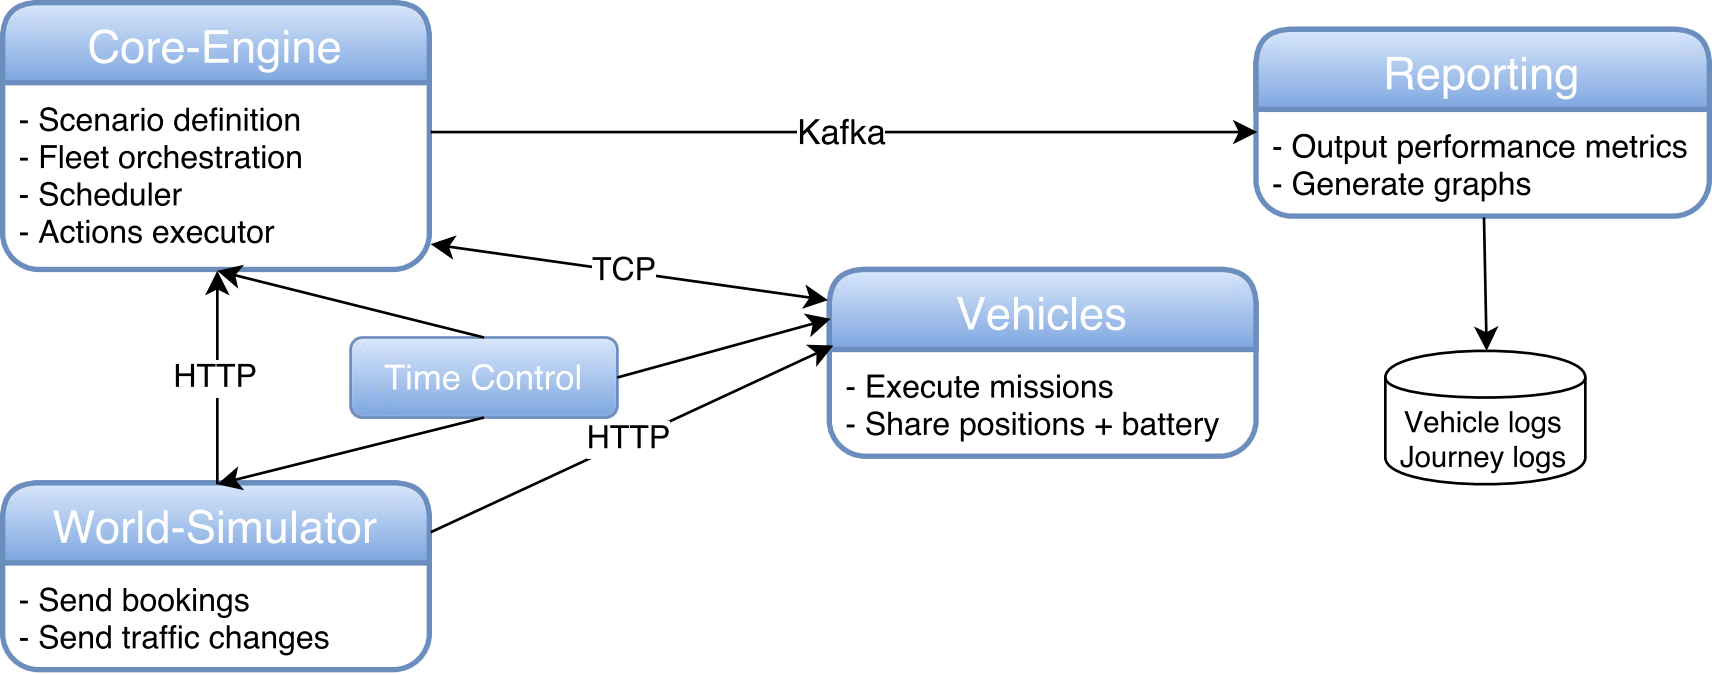 Core-Engine
- Scenario definition
- Fleet orchestration
- Scheduler
- Actions executor
Kafka
Reporting
- Output performance metrics
- Generate graphs
TCP
HTTP
Time Control
Vehicles
- Execute missions
- Share positions + battery
HTTP
Vehicle logs
Journey logs
World-Simulator
- Send bookings
- Send traffic changes